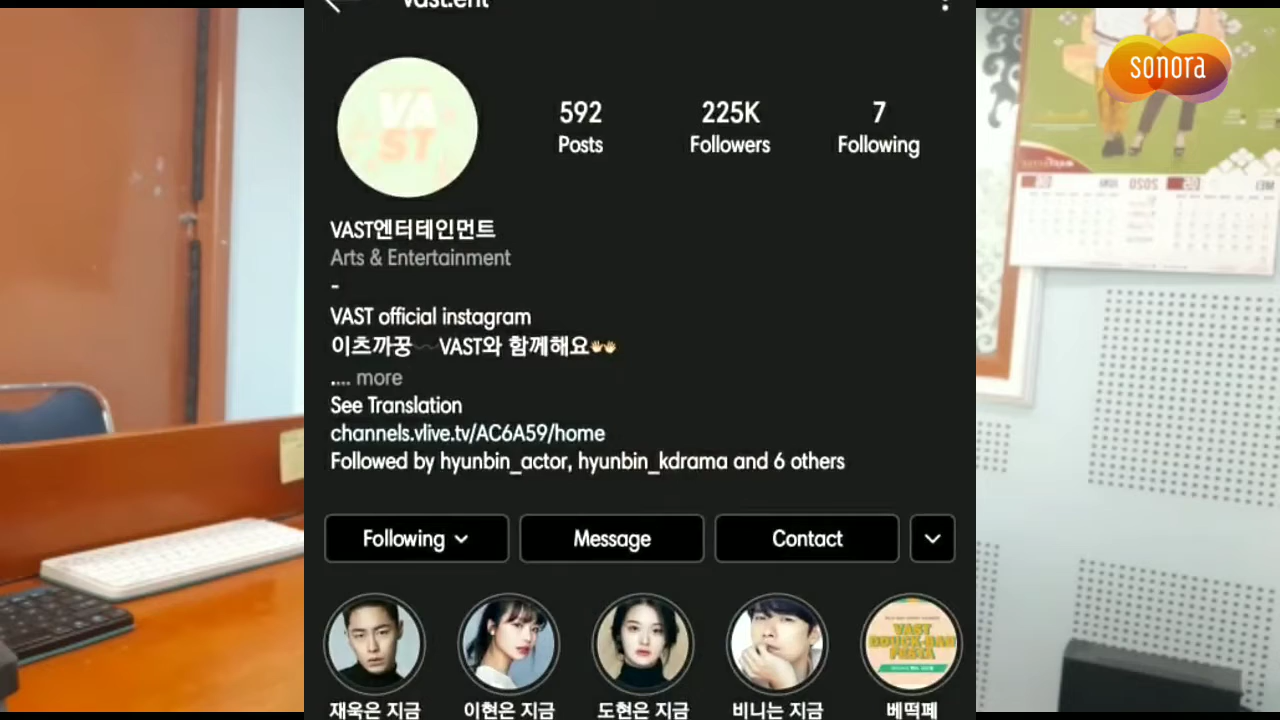 vast.ent
sonora
VA
ST
592
225K
7
Posts
Followers
Following
VAST엔터테인먼트
Arts & Entertainment
-
VAST official instagram
이츠까꿍〰️VAST와 함께해요👐🏻
.... more
See Translation
channels.vlive.tv/AC6A59/home
Followed by hyunbin_actor, hyunbin_kdrama and 6 others
Following
Message
Contact
VAST
FESTA
재욱은 지금
이현은 지금
도현은 지금
비니는 지금
베떡페
2020
MEI